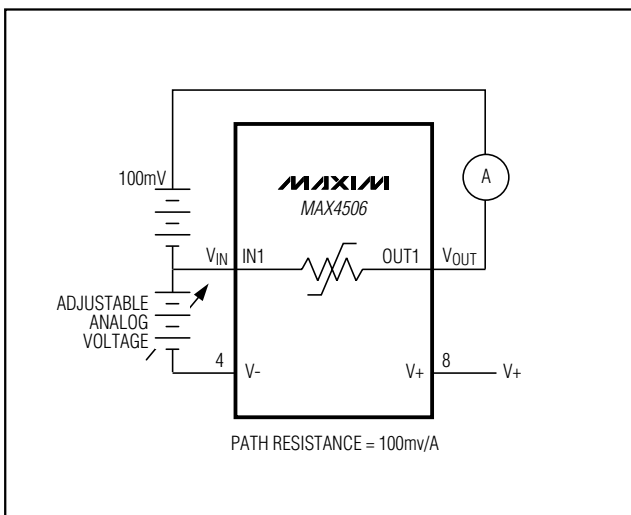 100mV
A
MAXIM
MAX4506
VIN
IN1
OUT1
VOUT
ADJUSTABLE
ANALOG
VOLTAGE
4
V-
V+
8
V+
PATH RESISTANCE = 100mv/A